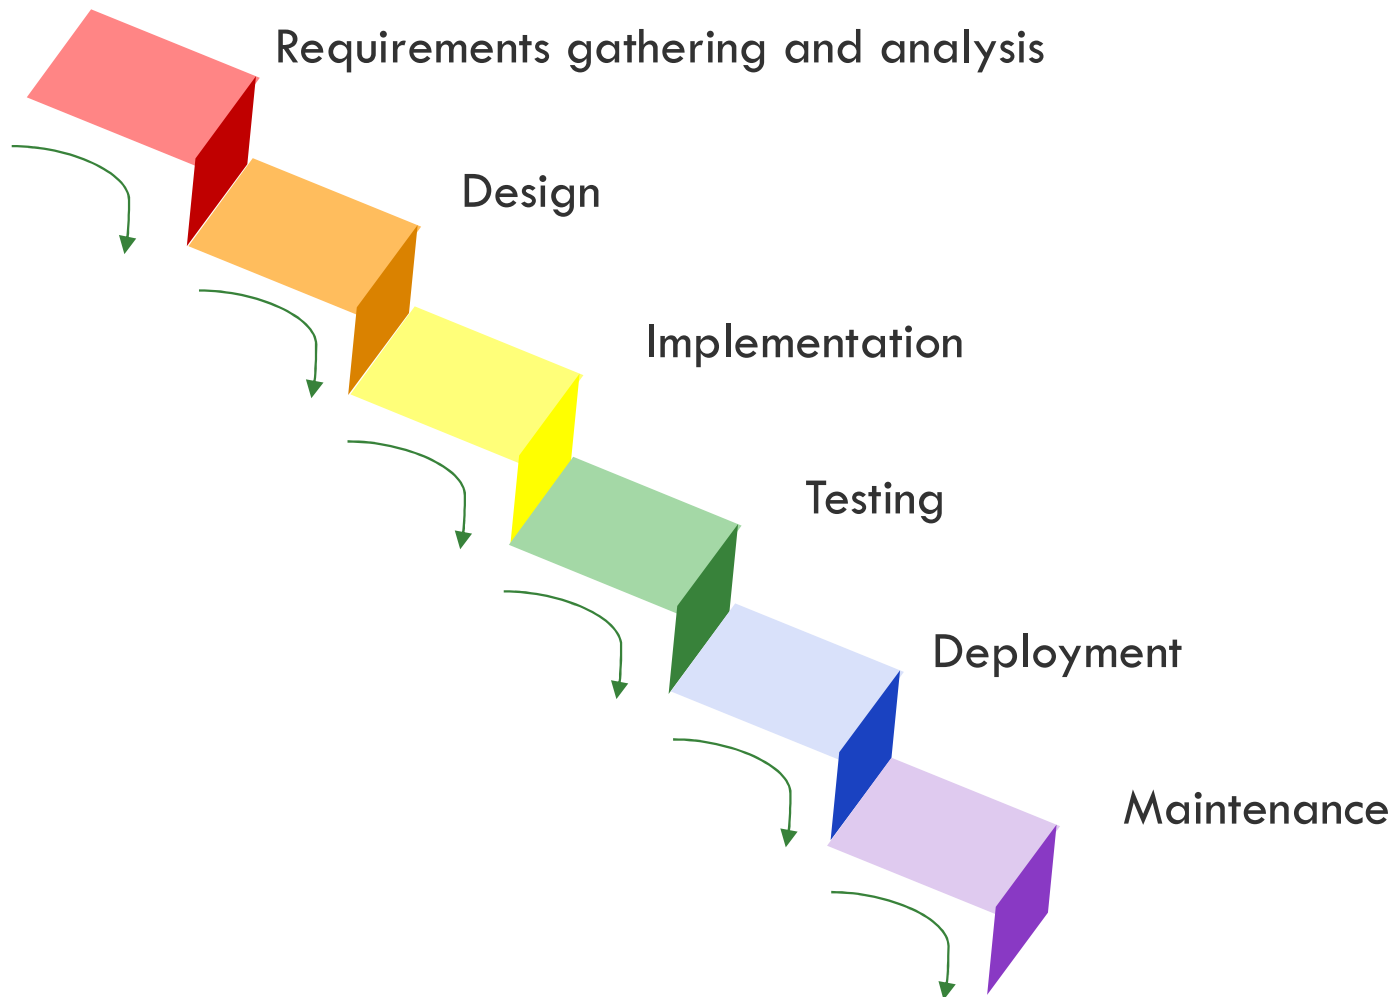 Requirements gathering and analysis
Design
Implementation
Testing
Deployment
Maintenance